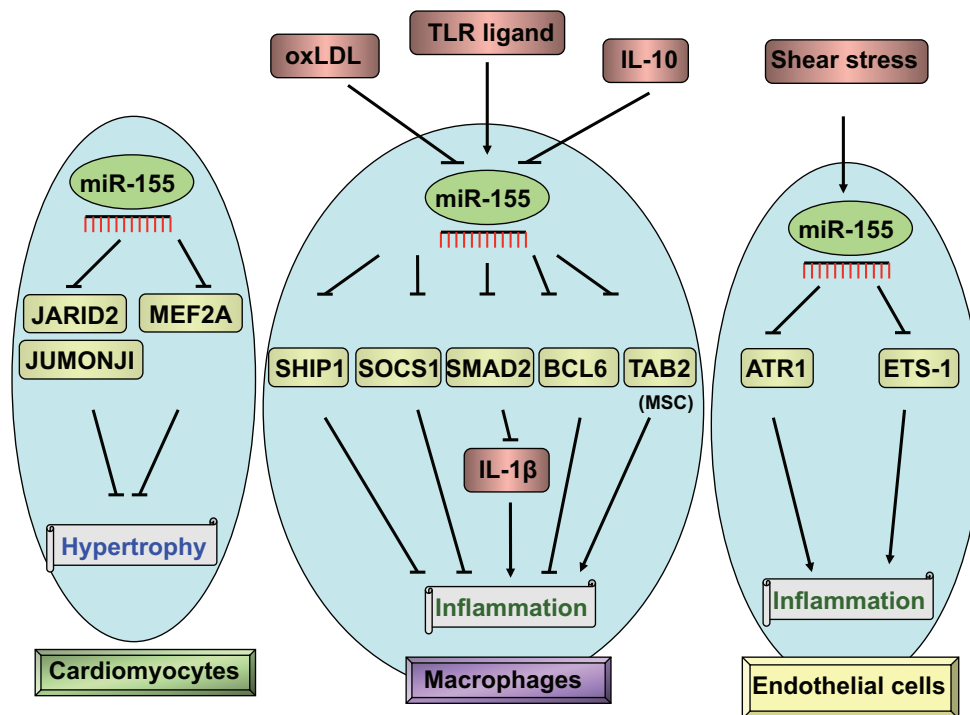 oxLDL
TLR ligand
IL-10
Shear stress
miR-155
JARID2
MEF2A
JUMONJI
Hypertrophy
Cardiomyocytes
miR-155
SHIP1
SOCS1
SMAD2
BCL6
TAB2
(MSC)
IL-1β
Inflammation
Macrophages
miR-155
ATR1
ETS-1
Inflammation
Endothelial cells